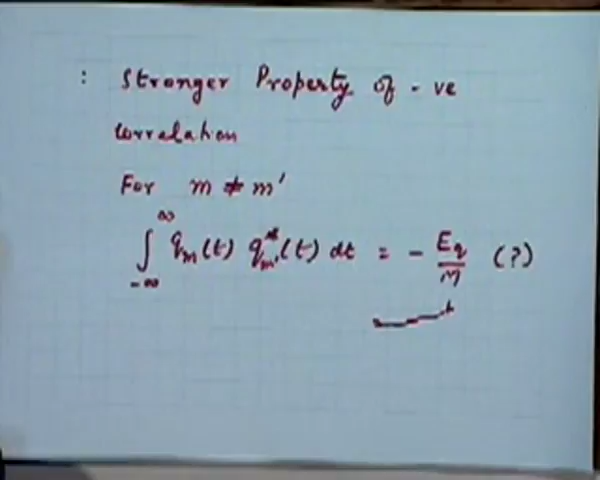 : Stronger Property of -ve
Correlation
For m ≠ m'
∫_{-∞}^{∞} q_m(t) q*_{m'}(t) dt = - E_q/M (?)